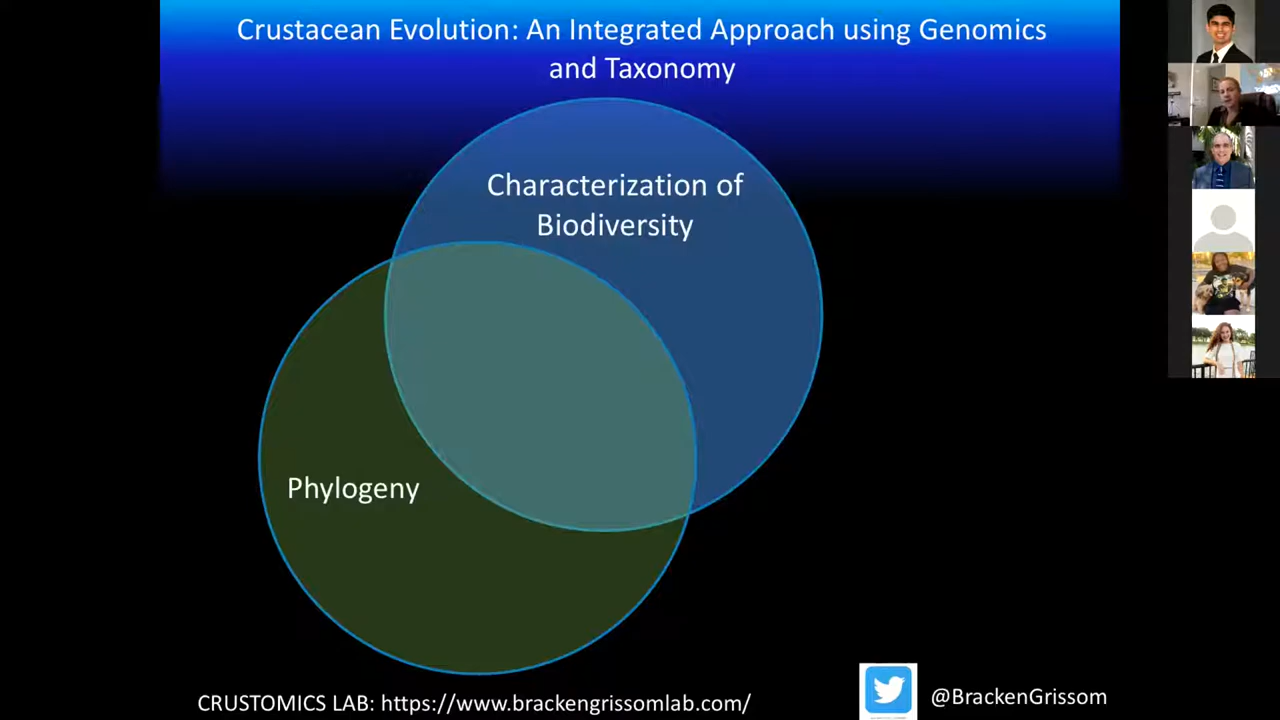 Crustacean Evolution: An Integrated Approach using Genomics
and Taxonomy
Characterization of
Biodiversity
Phylogeny
CRUSTOMICS LAB: https://www.brackengrissomlab.com/
@BrackenGrissom